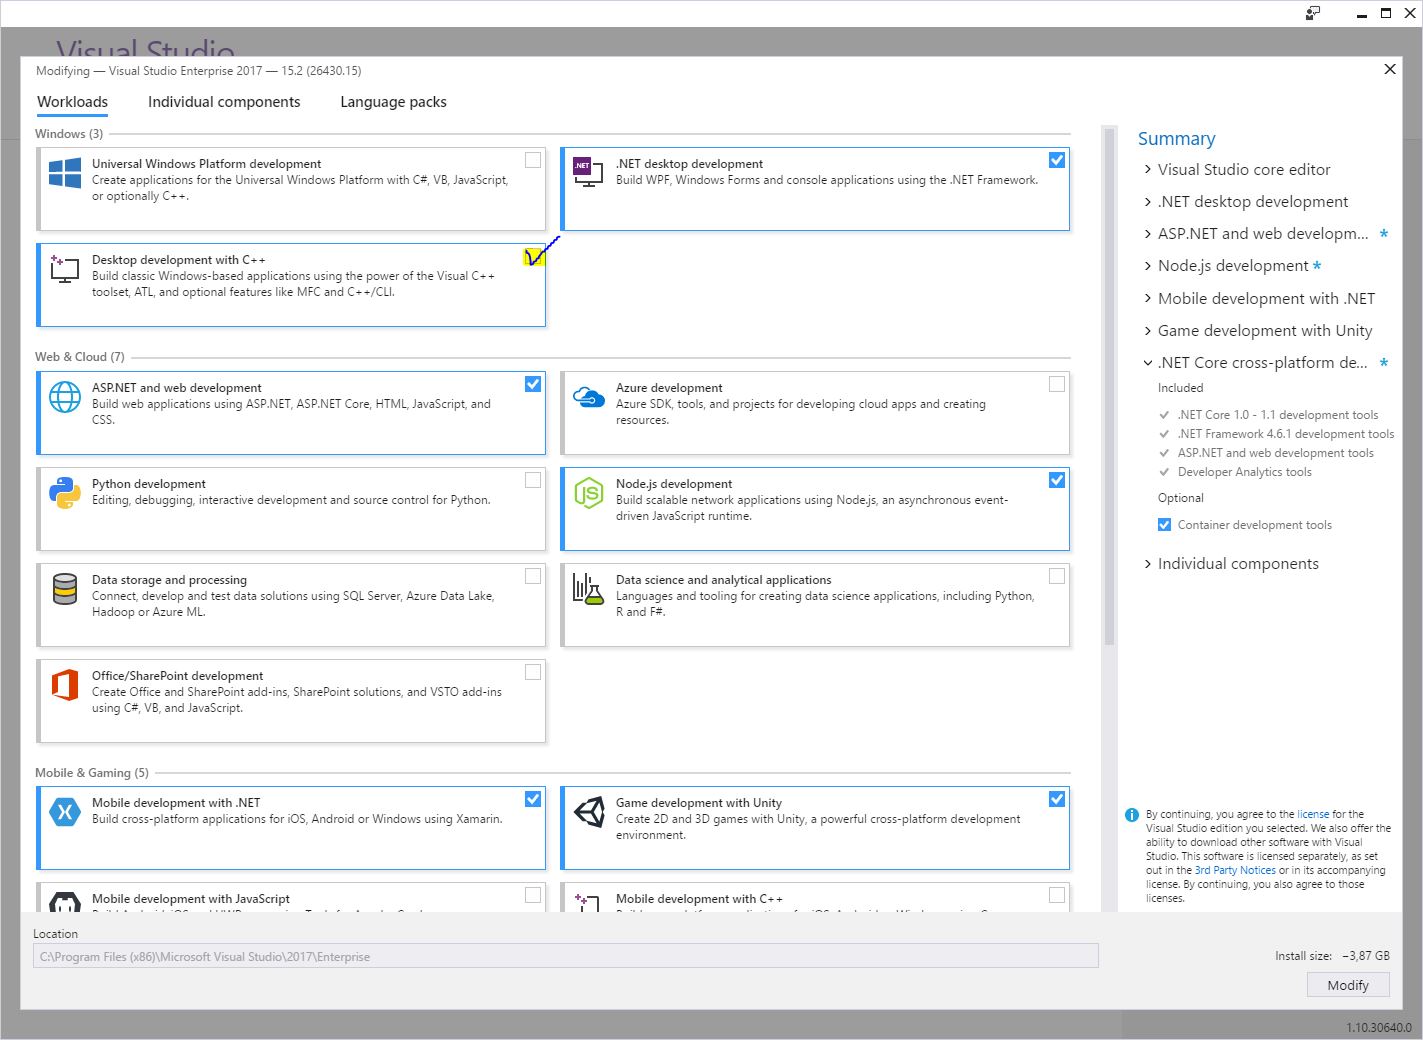 Visual Studio
Modifying — Visual Studio Enterprise 2017 — 15.2 (26430.15)
Workloads
Individual components
Language packs
Windows (3)
Universal Windows Platform development
Create applications for the Universal Windows Platform with C#, VB, JavaScript,
or optionally C++.
.NET
.NET desktop development
Build WPF, Windows Forms and console applications using the .NET Framework.
Desktop development with C++
Build classic Windows-based applications using the power of the Visual C++
toolset, ATL, and optional features like MFC and C++/CLI.
Web & Cloud (7)
ASP.NET and web development
Build web applications using ASP.NET, ASP.NET Core, HTML, JavaScript, and
CSS.
Azure development
Azure SDK, tools, and projects for developing cloud apps and creating
resources.
Python development
Editing, debugging, interactive development and source control for Python.
Node.js development
Build scalable network applications using Node.js, an asynchronous event-
driven JavaScript runtime.
Data storage and processing
Connect, develop and test data solutions using SQL Server, Azure Data Lake,
Hadoop or Azure ML.
Data science and analytical applications
Languages and tooling for creating data science applications, including Python,
R and F#.
Office/SharePoint development
Create Office and SharePoint add-ins, SharePoint solutions, and VSTO add-ins
using C#, VB, and JavaScript.
Mobile & Gaming (5)
Mobile development with .NET
Build cross-platform applications for iOS, Android or Windows using Xamarin.
Game development with Unity
Create 2D and 3D games with Unity, a powerful cross-platform development
environment.
Mobile development with JavaScript
Mobile development with C++
Summary
Visual Studio core editor
.NET desktop development
ASP.NET and web developm... *
Node.js development *
Mobile development with .NET
Game development with Unity
.NET Core cross-platform de... *
Included
.NET Core 1.0 - 1.1 development tools
.NET Framework 4.6.1 development tools
ASP.NET and web development tools
Developer Analytics tools
Optional
Container development tools
Individual components
By continuing, you agree to the license for the
Visual Studio edition you selected. We also offer the
ability to download other software with Visual
Studio. This software is licensed separately, as set
out in the 3rd Party Notices or in its accompanying
license. By continuing, you also agree to those
licenses.
Location
C:\Program Files (x86)\Microsoft Visual Studio\2017\Enterprise
Install size: −3,87 GB
Modify
1.10.30640.0